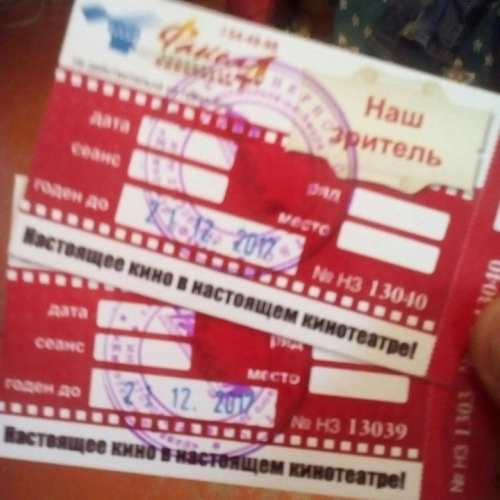 Факел
Наш
зритель
дата
сеанс
ряд
годен до
место
21 12 2012
№ НЗ 13040
Настоящее кино в настоящем кинотеатре!
дата
сеанс
ряд
место
годен до
21 12. 2012
№ НЗ 13039
Настоящее кино в настоящем кинотеатре!